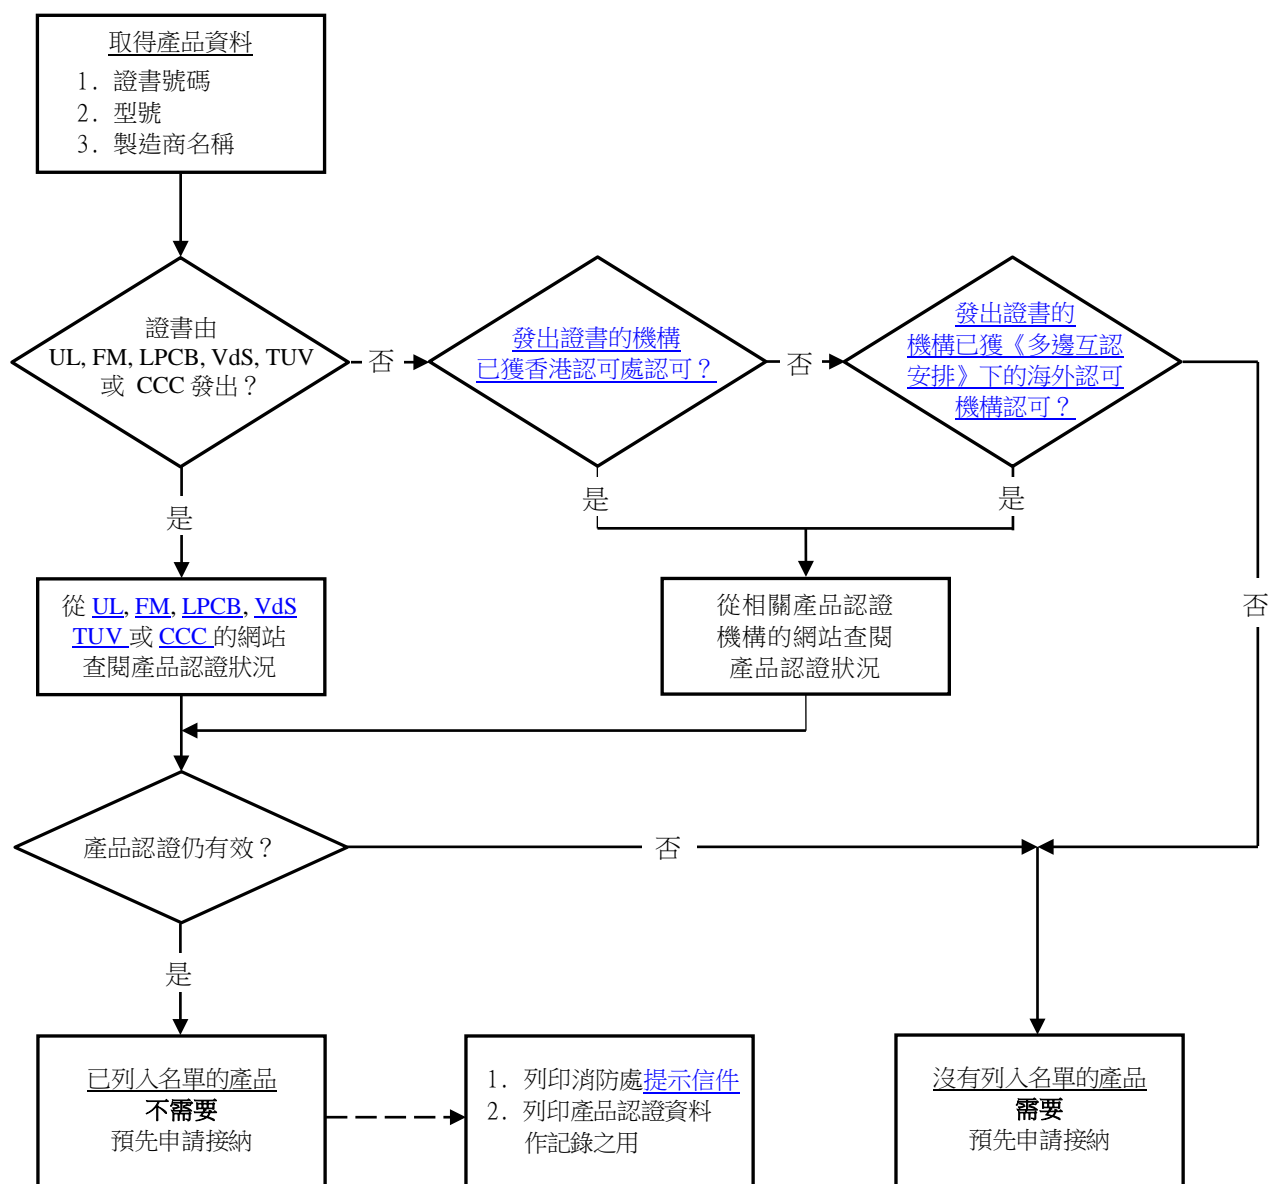 取得產品資料
1. 證書號碼
2. 型號
3. 製造商名稱
證書由
UL, FM, LPCB, VdS, TUV
或 CCC 發出？
否
發出證書的機構
已獲香港認可處認可？
否
發出證書的
機構已獲《多邊互認
安排》下的海外認可
機構認可？
是
是
是
否
從 UL, FM, LPCB, VdS
TUV 或 CCC 的網站
查閱產品認證狀況
從相關產品認證
機構的網站查閱
產品認證狀況
產品認證仍有效？
否
是
已列入名單的產品
不需要
預先申請接納
1. 列印消防處提示信件
2. 列印產品認證資料
作記錄之用
沒有列入名單的產品
需要
預先申請接納